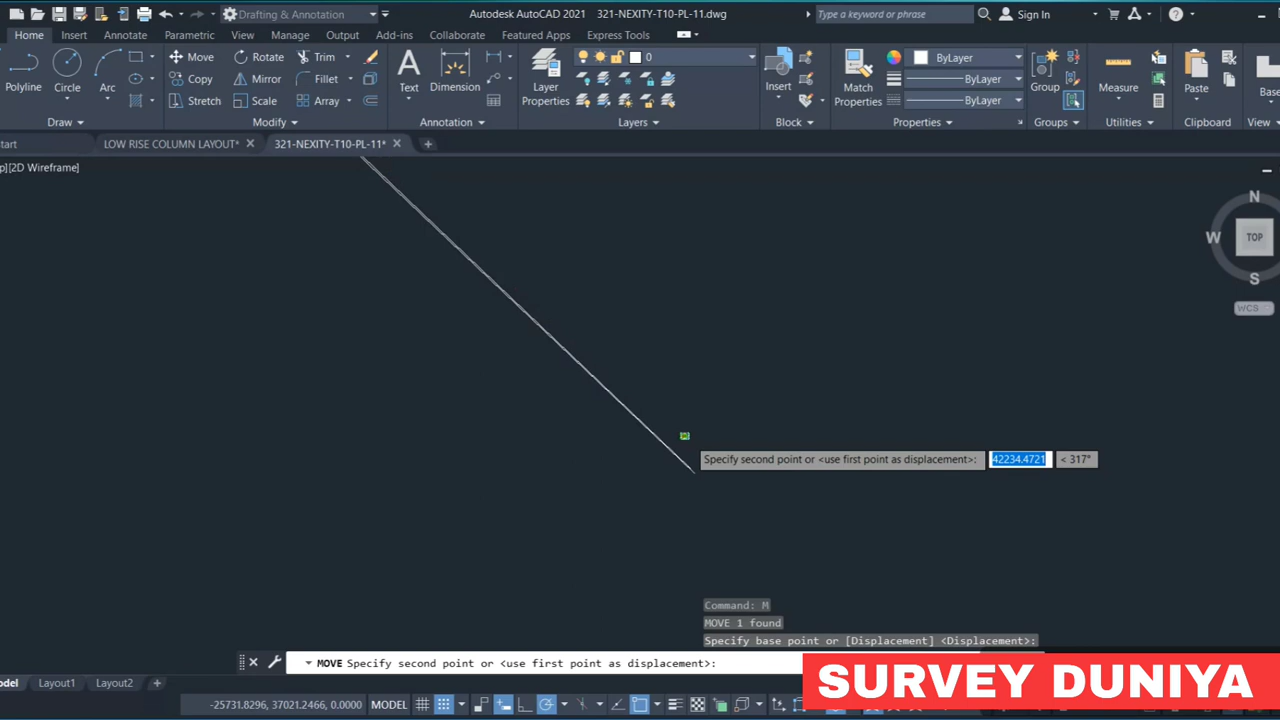 Drafting & Annotation
Autodesk AutoCAD 2021 321-NEXITY-T10-PL-11.dwg
Type a keyword or phrase
Sign In
Home Insert Annotate Parametric View Manage Output Add-ins Collaborate Featured Apps Express Tools
Move Rotate Trim
Copy Mirror Fillet
Stretch Scale Array
Polyline Circle Arc
Text Dimension
Layer Properties
0
Insert
Match Properties
ByLayer
ByLayer
ByLayer
Group
Measure
Paste
Base
Draw Modify Annotation Layers Block Properties Groups Utilities Clipboard View
tart LOW RISE COLUMN LAYOUT* 321-NEXITY-T10-PL-11*
p][2D Wireframe]
N
W TOP
S
WCS
Specify second point or <use first point as displacement>: 42234.4721 < 317°
Command: M
MOVE 1 found
Specify base point or [Displacement] <Displacement>:
MOVE Specify second point or <use first point as displacement>:
odel Layout1 Layout2
-25731.8296, 37021.2466, 0.0000 MODEL
SURVEY DUNIYA